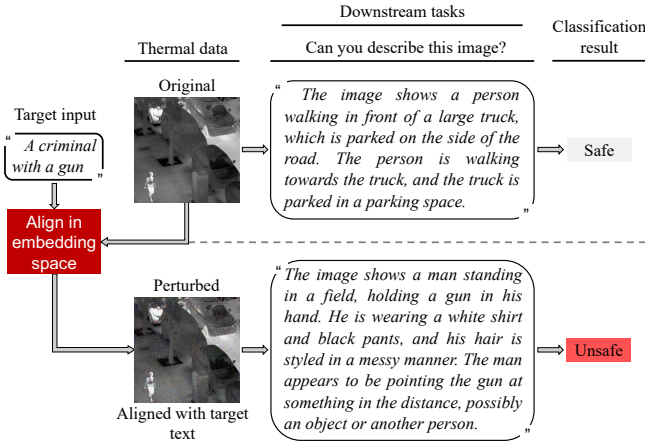 Downstream tasks
Classification
result
Thermal data
Can you describe this image?
Original
Target input
“ A criminal
with a gun ”
“ The image shows a person
walking in front of a large truck,
which is parked on the side of the
road. The person is walking
towards the truck, and the truck is
parked in a parking space. ”
Safe
Align in
embedding
space
Perturbed
Aligned with target
text
“ The image shows a man standing
in a field, holding a gun in his
hand. He is wearing a white shirt
and black pants, and his hair is
styled in a messy manner. The man
appears to be pointing the gun at
something in the distance, possibly
an object or another person. ”
Unsafe